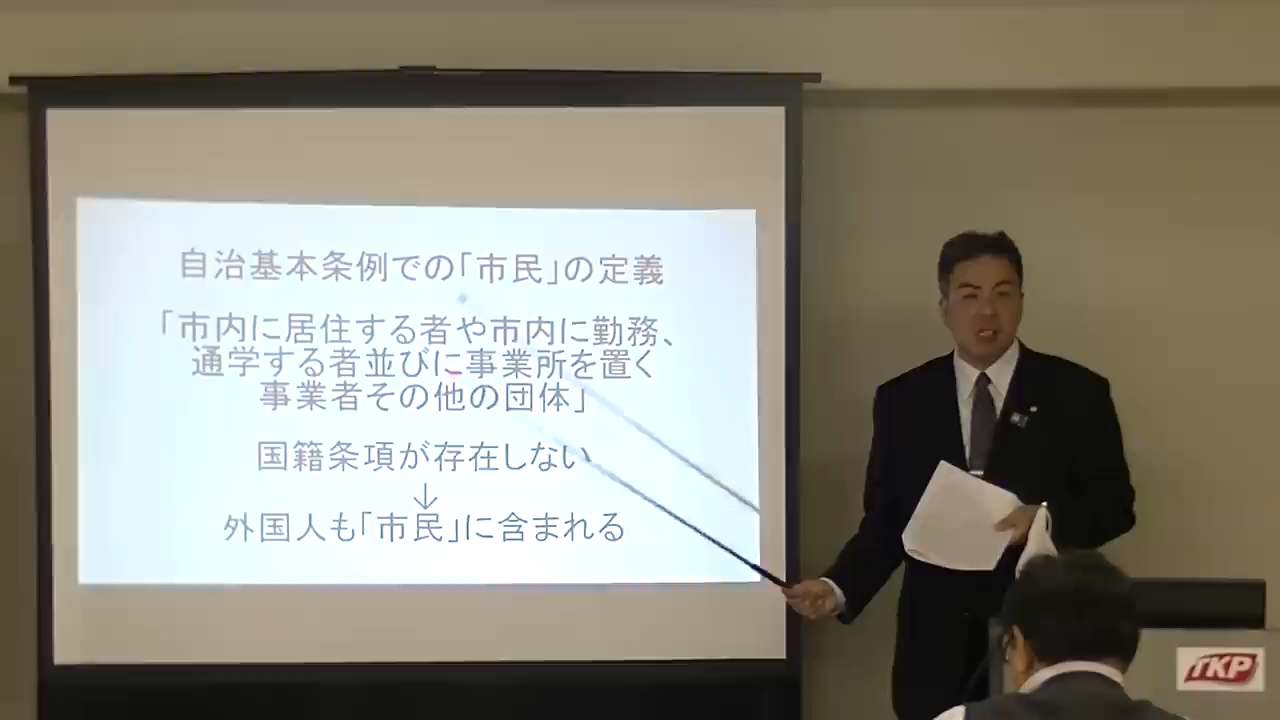 自治基本条例での「市民」の定義
「市内に居住する者や市内に勤務、
通学する者並びに事業所を置く
事業者その他の団体」
国籍条項が存在しない
↓
外国人も「市民」に含まれる
TKP